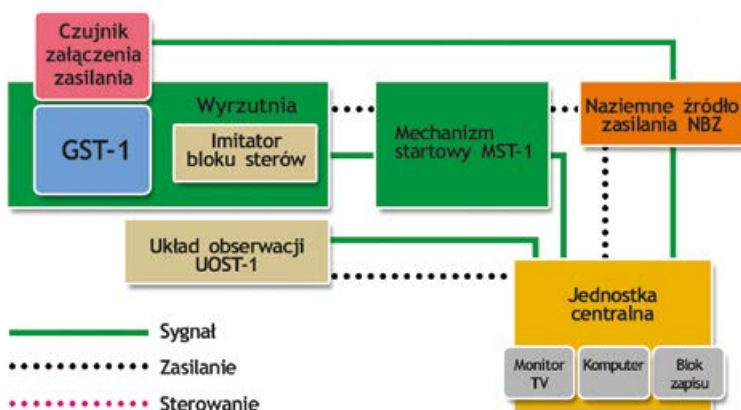 Czujnik
załączenia
zasilania
Wyrzutnia
GST-1
Imitator
bloku sterów
Mechanizm
startowy MST-1
Naziemne źródło
zasilania NBZ
Układ obserwacji
UOST-1
Jednostka
centralna
Monitor
TV
Komputer
Blok
zapisu
Sygnał
Zasilanie
Sterowanie